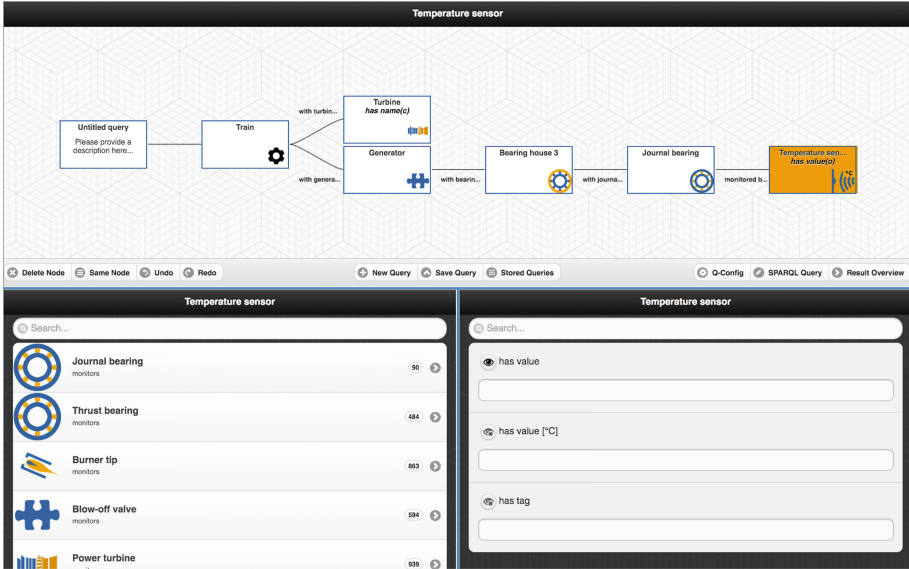 Temperature sensor
Untitled query
Please provide a
description here...
Train
with turbin...
Turbine
has name(c)
with genera...
Generator
with bearin...
Bearing house 3
with journa...
Journal bearing
monitored b...
Temperature sen...
has value(o)
°C
Delete Node
Same Node
Undo
Redo
New Query
Save Query
Stored Queries
Q-Config
SPARQL Query
Result Overview
Temperature sensor
Search...
Journal bearing
monitors
90
Thrust bearing
monitors
484
Burner tip
monitors
863
Blow-off valve
monitors
594
Power turbine
939
Temperature sensor
Search...
has value
has value [°C]
has tag